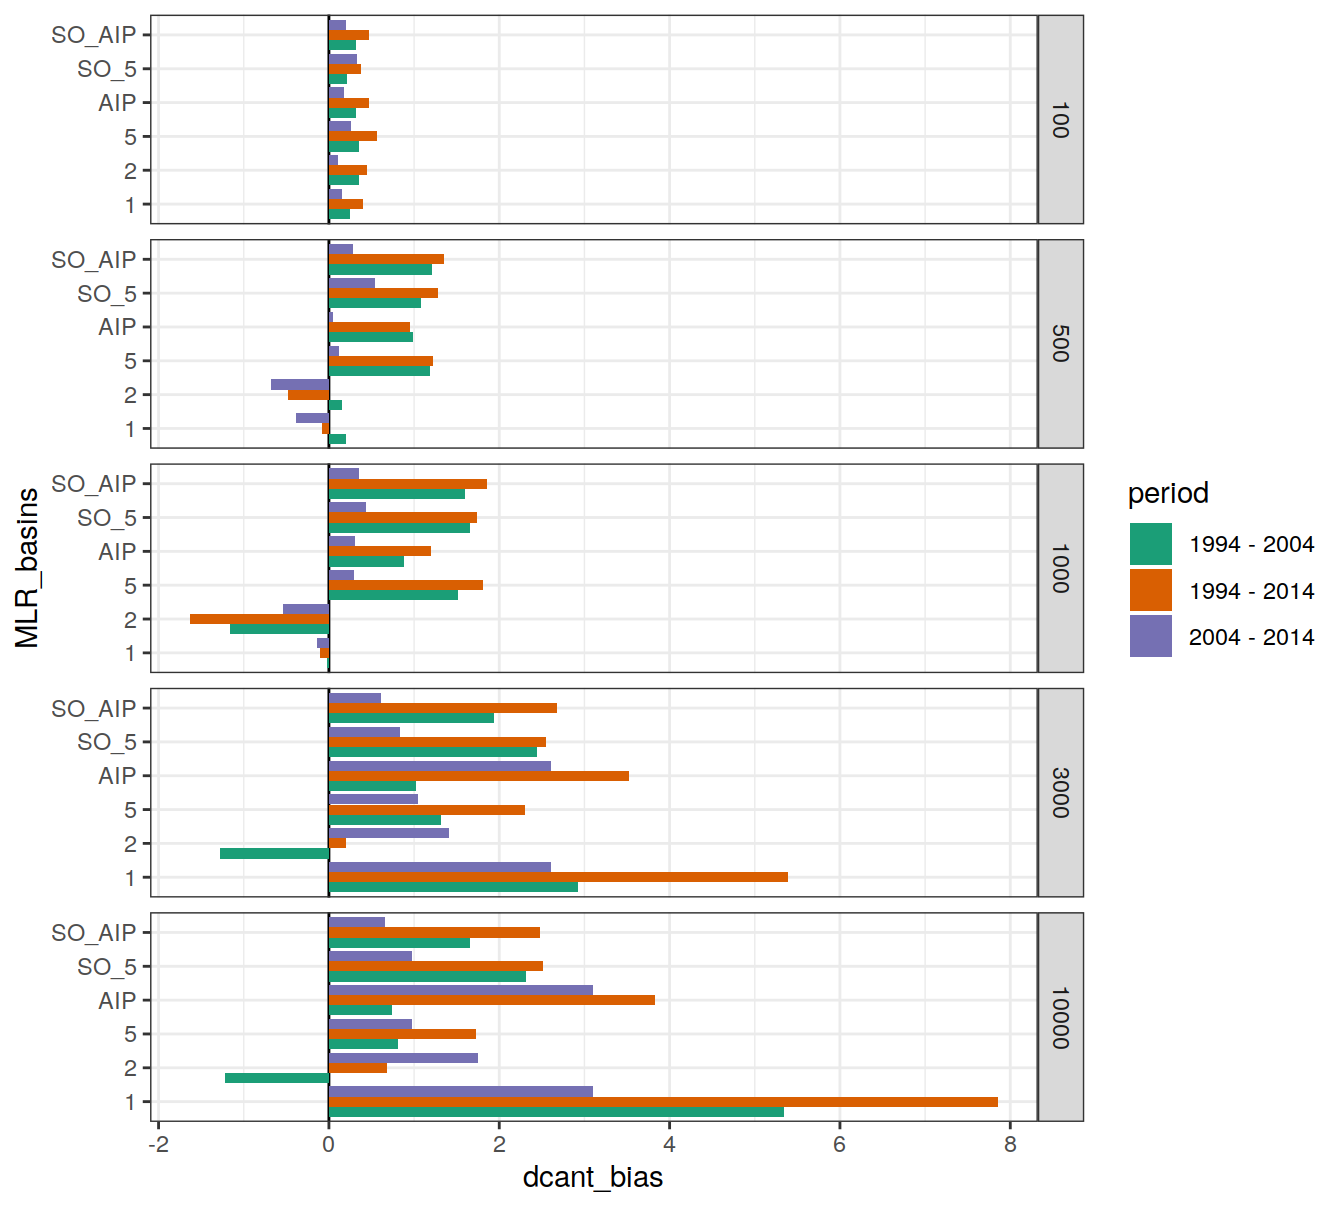 SO_AIP
SO_5
AIP
5
2
1
100
SO_AIP
SO_5
AIP
5
2
1
500
SO_AIP
SO_5
AIP
5
2
1
1000
SO_AIP
SO_5
AIP
5
2
1
3000
SO_AIP
SO_5
AIP
5
2
1
10000
-2 0 2 4 6 8
dcant_bias
MLR_basins
period
1994 - 2004
1994 - 2014
2004 - 2014